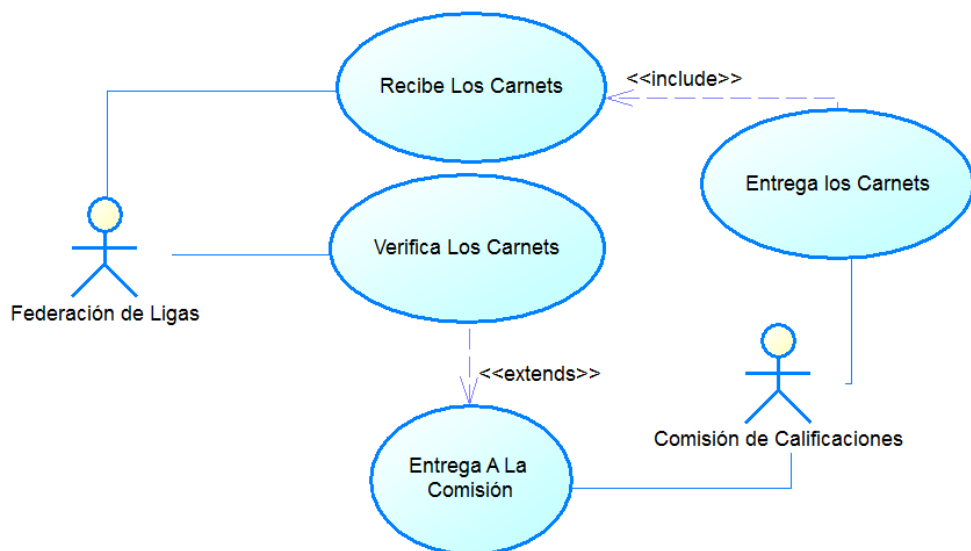 Recibe Los Carnets
<<include>>
Entrega los Carnets
Verifica Los Carnets
Federación de Ligas
<<extends>>
Comisión de Calificaciones
Entrega A La
Comisión